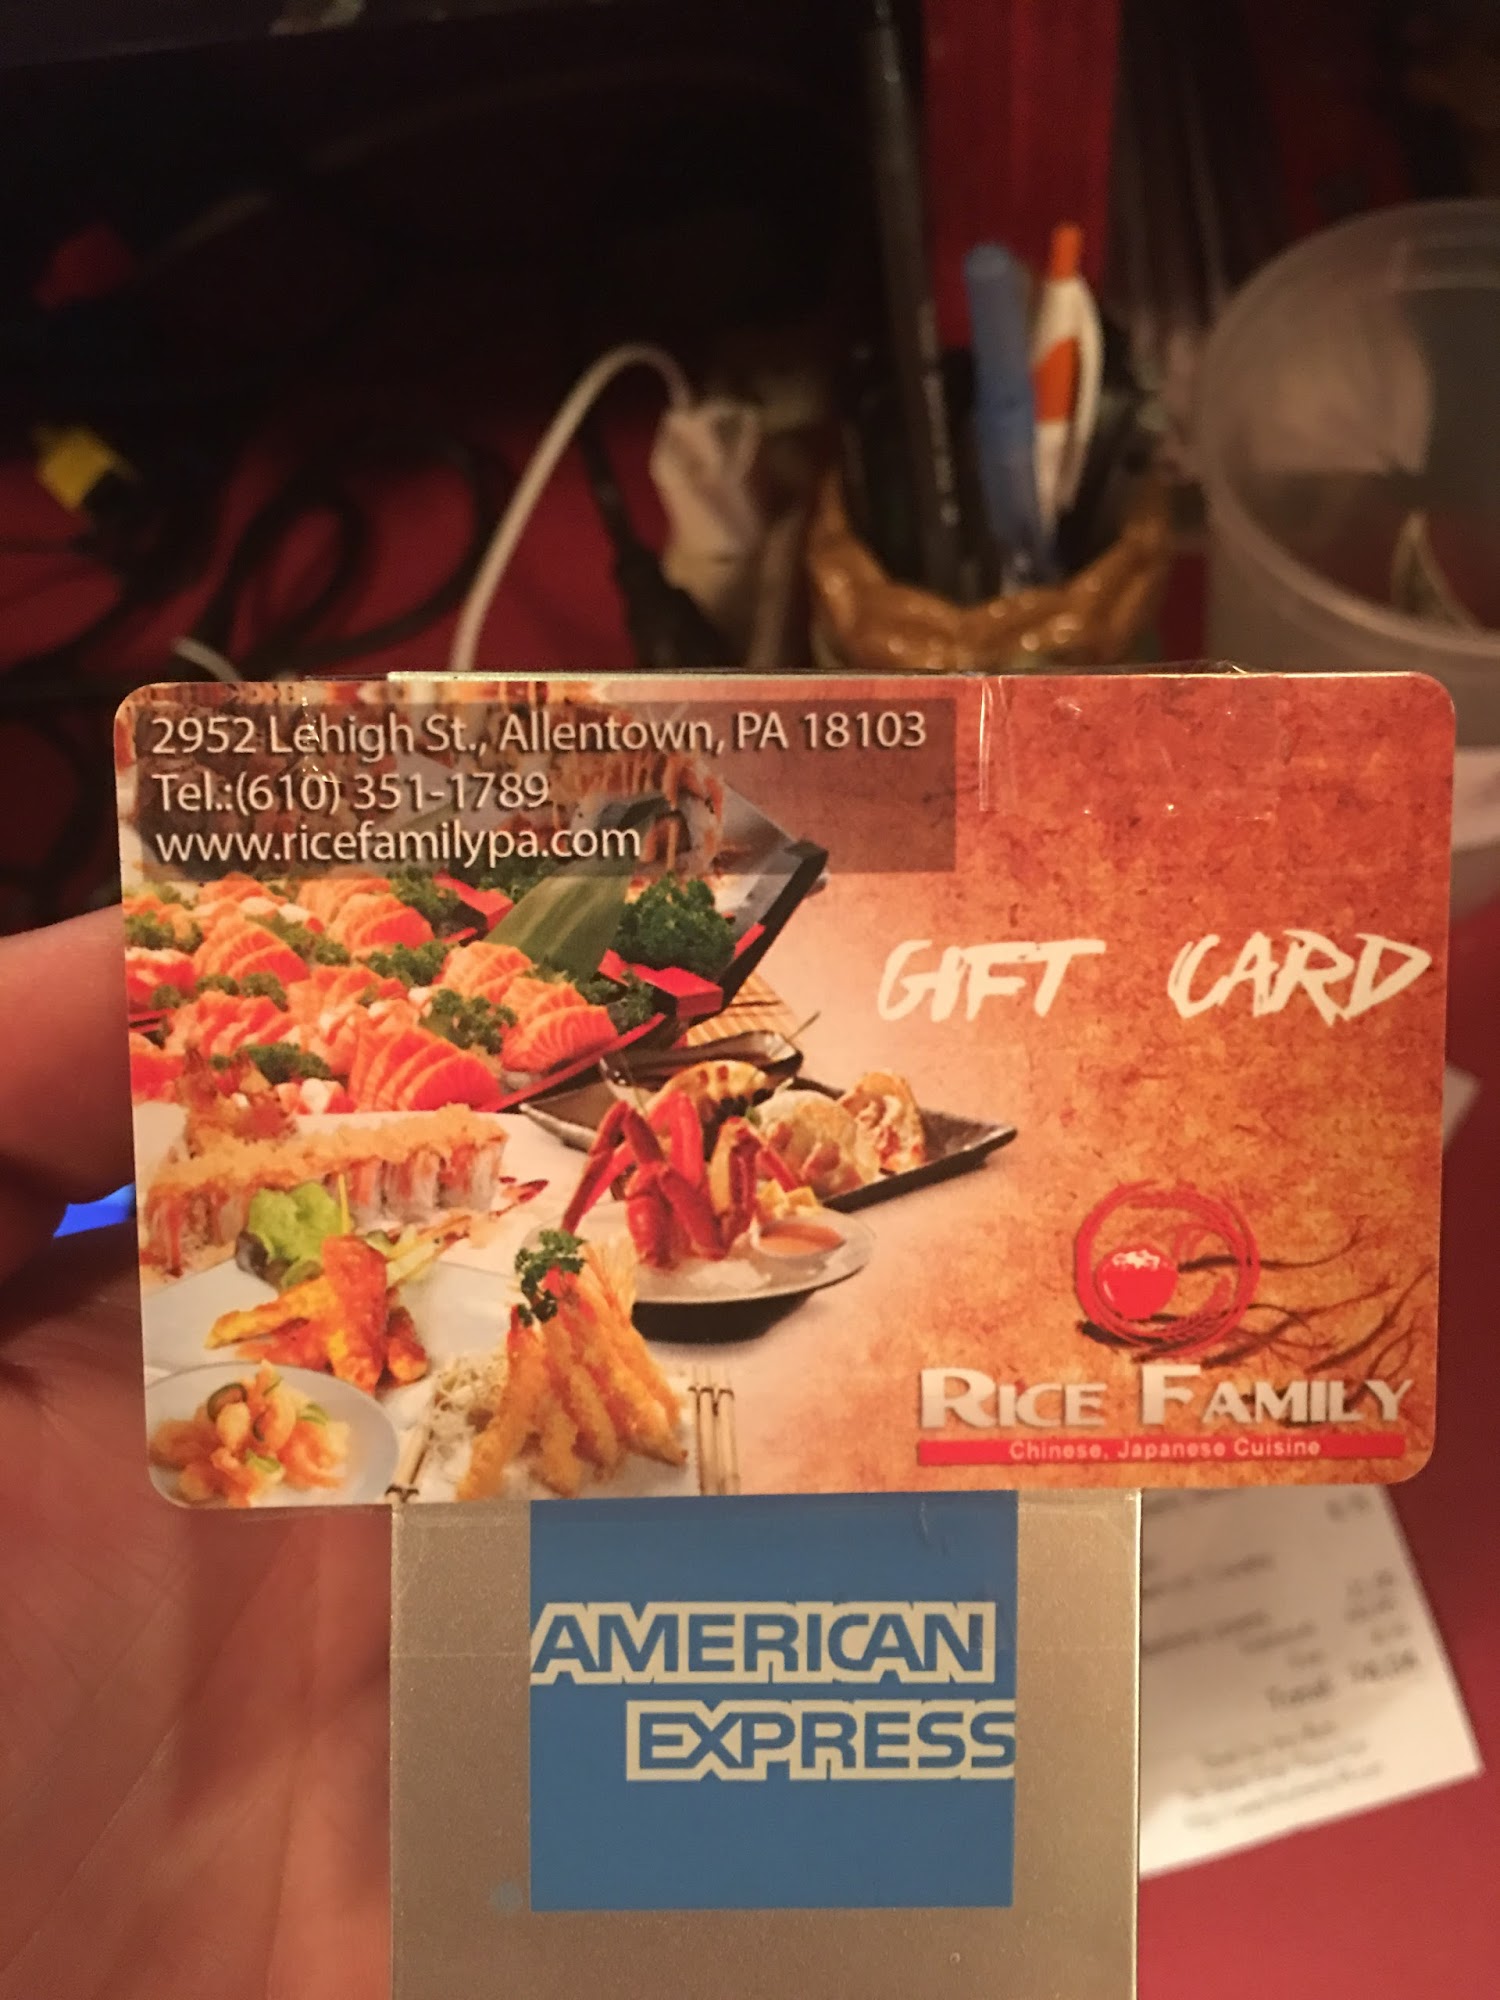 2952 Lehigh St., Allentown, PA 18103
Tel.:(610) 351-1789
www.ricefamilypa.com
GIFT CARD
RICE FAMILY
Chinese, Japanese Cuisine
AMERICAN
EXPRESS
Total: